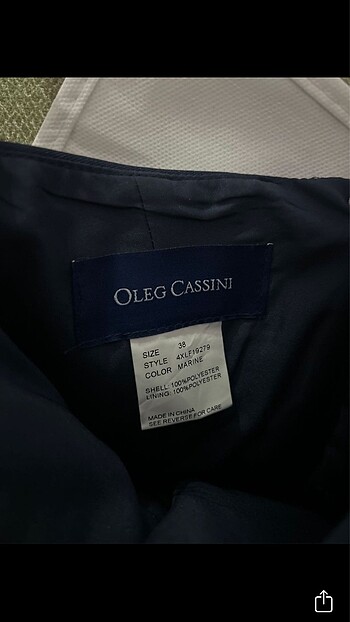 OLEG CASSINI
SIZE 38
STYLE 4XLF19279
COLOR MARINE
SHELL: 100%POLYESTER
LINING: 100%POLYESTER
MADE IN CHINA
SEE REVERSE FOR CARE